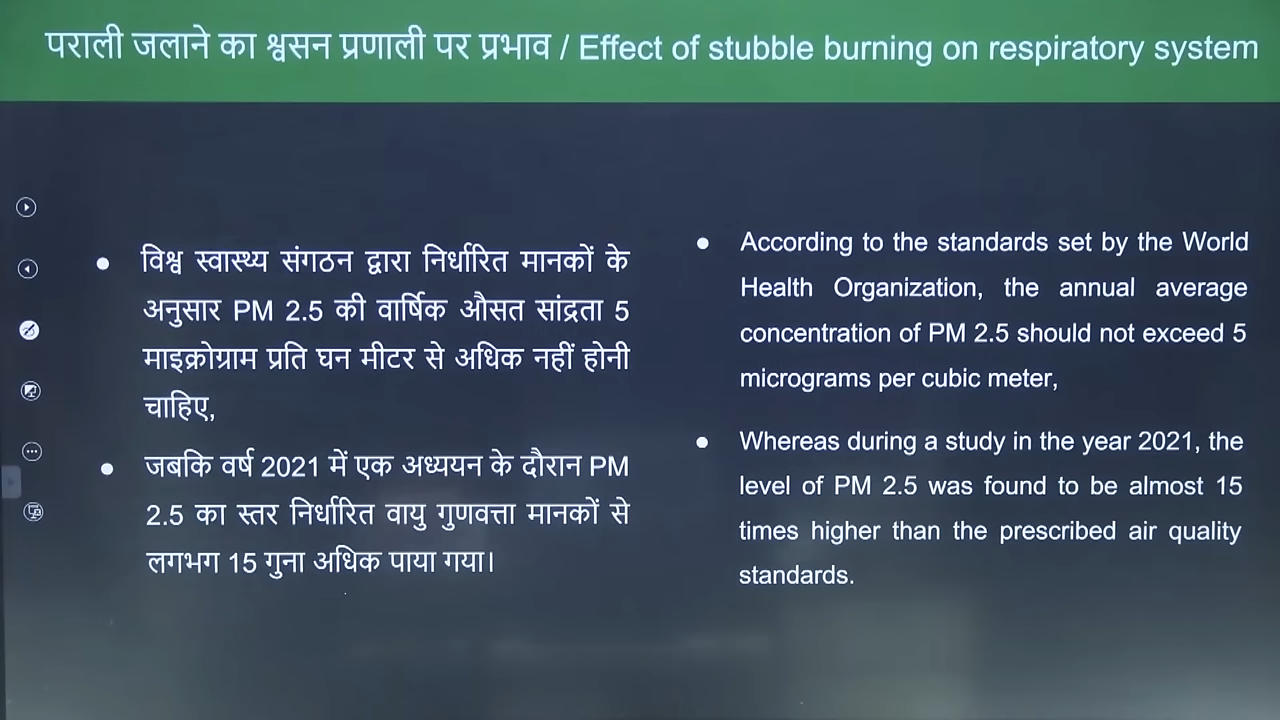 पराली जलाने का श्वसन प्रणाली पर प्रभाव / Effect of stubble burning on respiratory system
विश्व स्वास्थ्य संगठन द्वारा निर्धारित मानकों के
अनुसार PM 2.5 की वार्षिक औसत सांद्रता 5
माइक्रोग्राम प्रति घन मीटर से अधिक नहीं होनी
चाहिए,
जबकि वर्ष 2021 में एक अध्ययन के दौरान PM
2.5 का स्तर निर्धारित वायु गुणवत्ता मानकों से
लगभग 15 गुना अधिक पाया गया।
According to the standards set by the World
Health Organization, the annual average
concentration of PM 2.5 should not exceed 5
micrograms per cubic meter,
Whereas during a study in the year 2021, the
level of PM 2.5 was found to be almost 15
times higher than the prescribed air quality
standards.